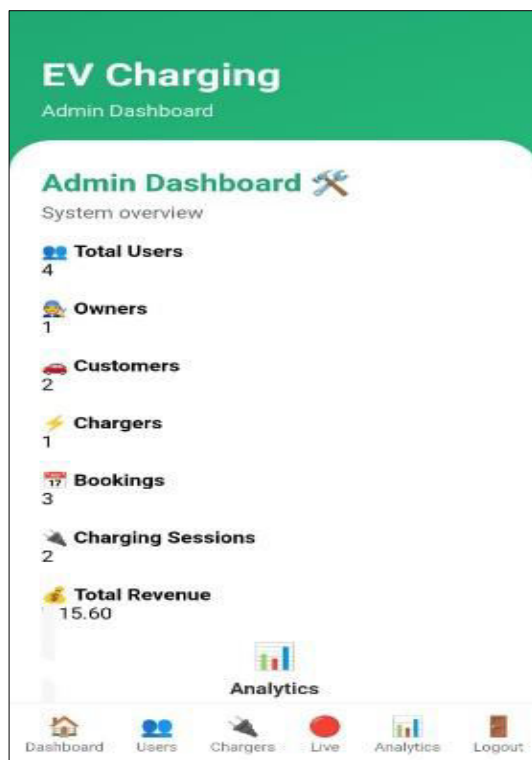 EV Charging
Admin Dashboard
Admin Dashboard 🛠️
System overview
👥 Total Users
4
🧑‍🔧 Owners
1
🚗 Customers
2
⚡ Chargers
1
📅 Bookings
3
🔌 Charging Sessions
2
💰 Total Revenue
15.60
📊
Analytics
Dashboard Users Chargers Live Analytics Logout